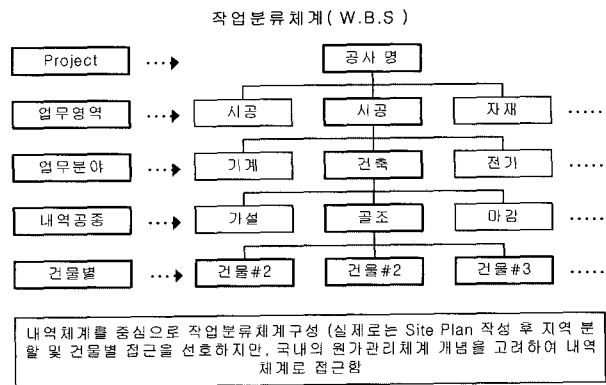 작업분류체계(W.B.S)
Project ....▶ 공사 명
업무영역 ....▶ 시공 시공 자재 .....
업무분야 ....▶ 기계 건축 전기 .....
내역공종 ....▶ 가설 골조 마감 .....
건물별 ....▶ 건물#2 건물#2 건물#3 .....
내역체계를 중심으로 작업분류체계구성 (실제로는 Site Plan 작성 후 지역 분
할 및 건물별 접근을 선호하지만, 국내의 원가관리체계 개념을 고려하여 내역
체계로 접근함